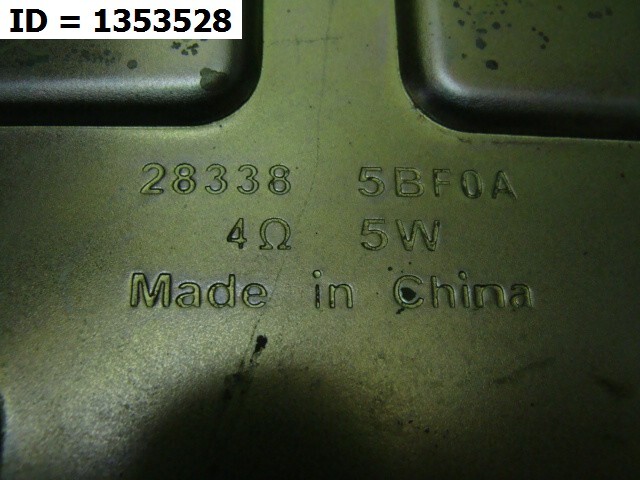 ID = 1353528
28338 5BF0A
4Ω 5W
Made in China